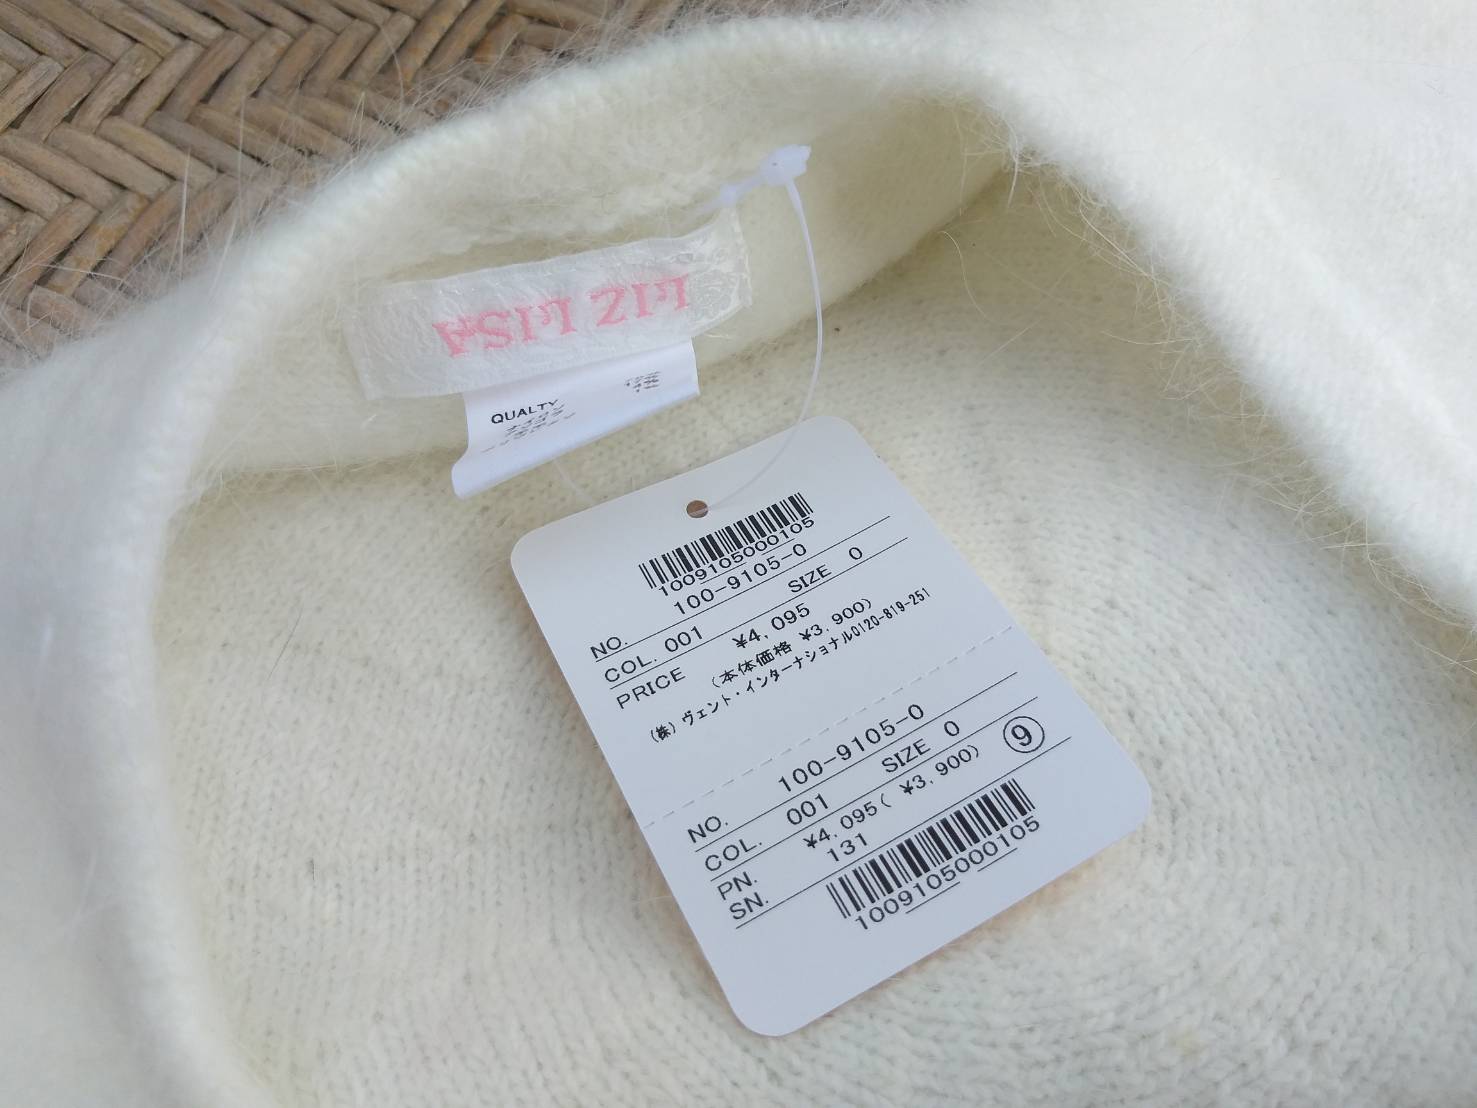 LIZ LISA
QUALTY
1009105000105
NO. 100-9105-0
COL. 001 SIZE 0
PRICE ¥4,095
(本体価格 ¥3,900)
(株)ヴェント・インターナショナル0120-819-251
NO. 100-9105-0
COL. 001 SIZE 0
PN. ¥4,095( ¥3,900) 9
SN. 131
1009105000105